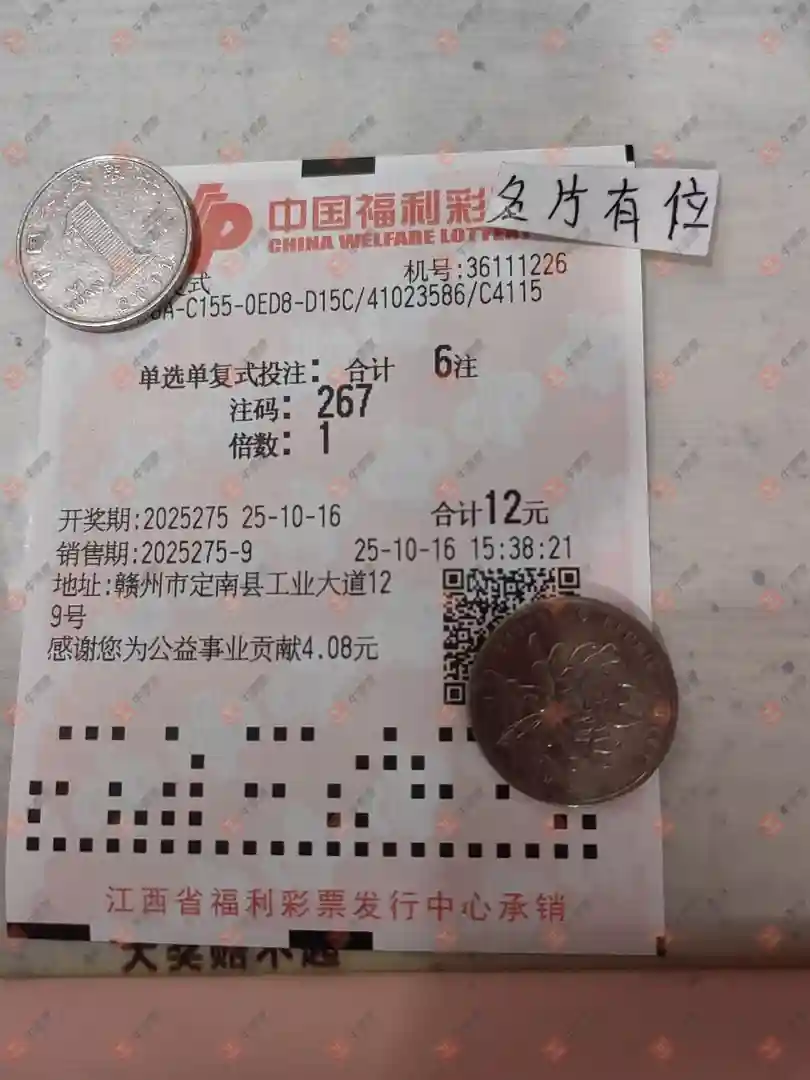 中国福利彩
CHINA WELFARE LOTTERY
名片有位
式
机号:36111226
A-C155-0ED8-D15C/41023586/C4115
单选单复式投注: 合计 6注
注码: 267
倍数: 1
开奖期:2025275 25-10-16 合计12元
销售期:2025275-9 25-10-16 15:38:21
地址:赣州市定南县工业大道12
9号
感谢您为公益事业贡献4.08元
江西省福利彩票发行中心承销